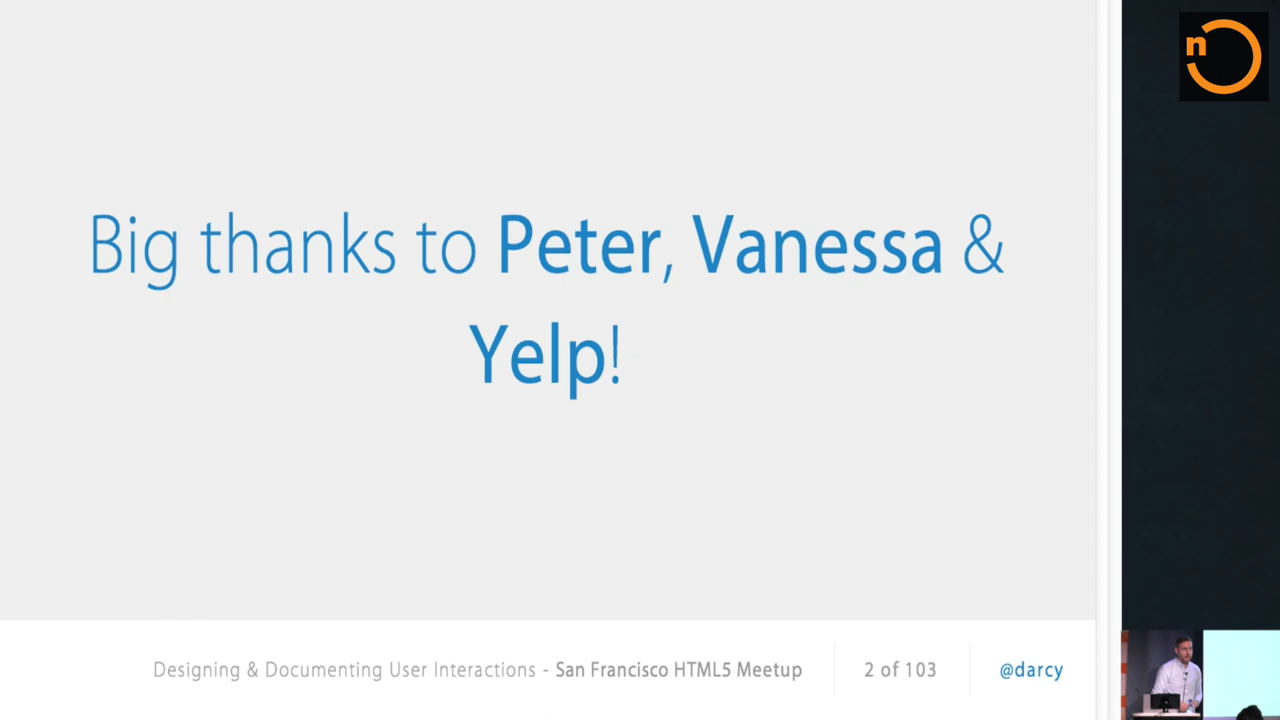 n
Big thanks to Peter, Vanessa &
Yelp!
Designing & Documenting User Interactions - San Francisco HTML5 Meetup
2 of 103
@darcy